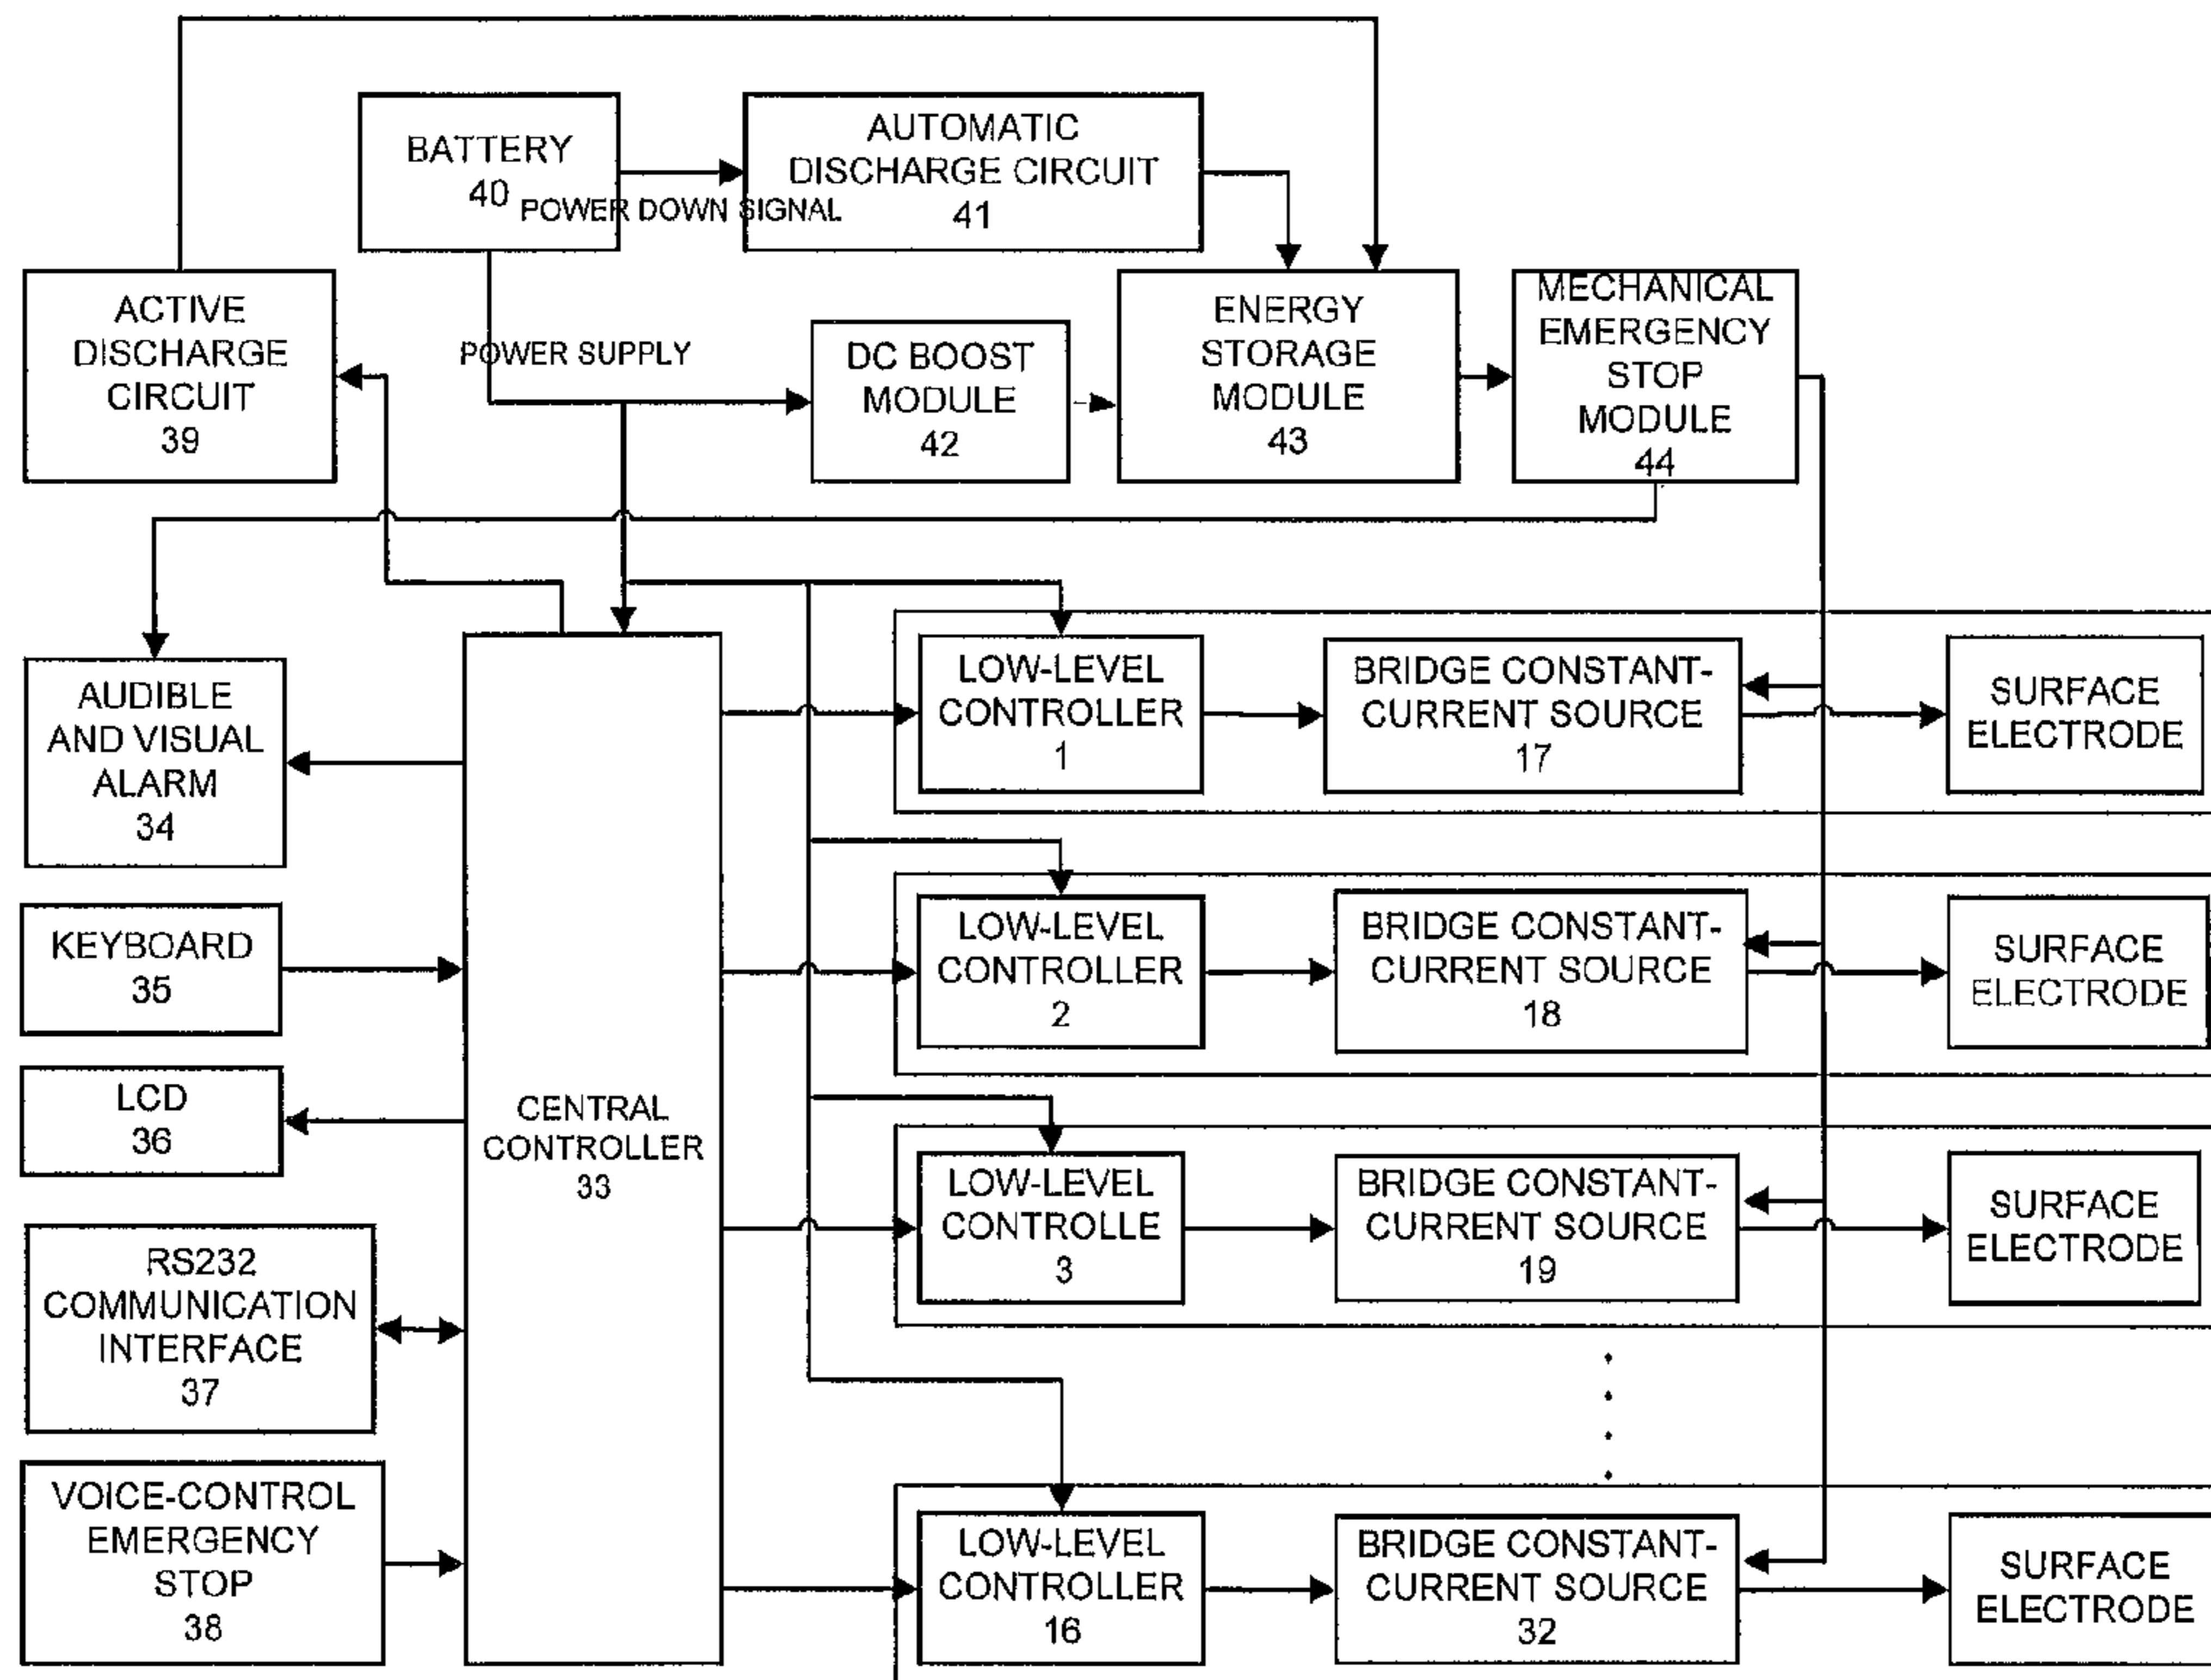 BATTERY
40
POWER DOWN SIGNAL
AUTOMATIC
DISCHARGE CIRCUIT
41
ACTIVE
DISCHARGE
CIRCUIT
39
POWER SUPPLY
DC BOOST
MODULE
42
ENERGY
STORAGE
MODULE
43
MECHANICAL
EMERGENCY
STOP
MODULE
44
AUDIBLE
AND VISUAL
ALARM
34
KEYBOARD
35
LCD
36
RS232
COMMUNICATION
INTERFACE
37
VOICE-CONTROL
EMERGENCY
STOP
38
CENTRAL
CONTROLLER
33
LOW-LEVEL
CONTROLLER
1
BRIDGE CONSTANT-
CURRENT SOURCE
17
SURFACE
ELECTRODE
LOW-LEVEL
CONTROLLER
2
BRIDGE CONSTANT-
CURRENT SOURCE
18
SURFACE
ELECTRODE
LOW-LEVEL
CONTROLLE
3
BRIDGE CONSTANT-
CURRENT SOURCE
19
SURFACE
ELECTRODE
LOW-LEVEL
CONTROLLER
16
BRIDGE CONSTANT-
CURRENT SOURCE
32
SURFACE
ELECTRODE